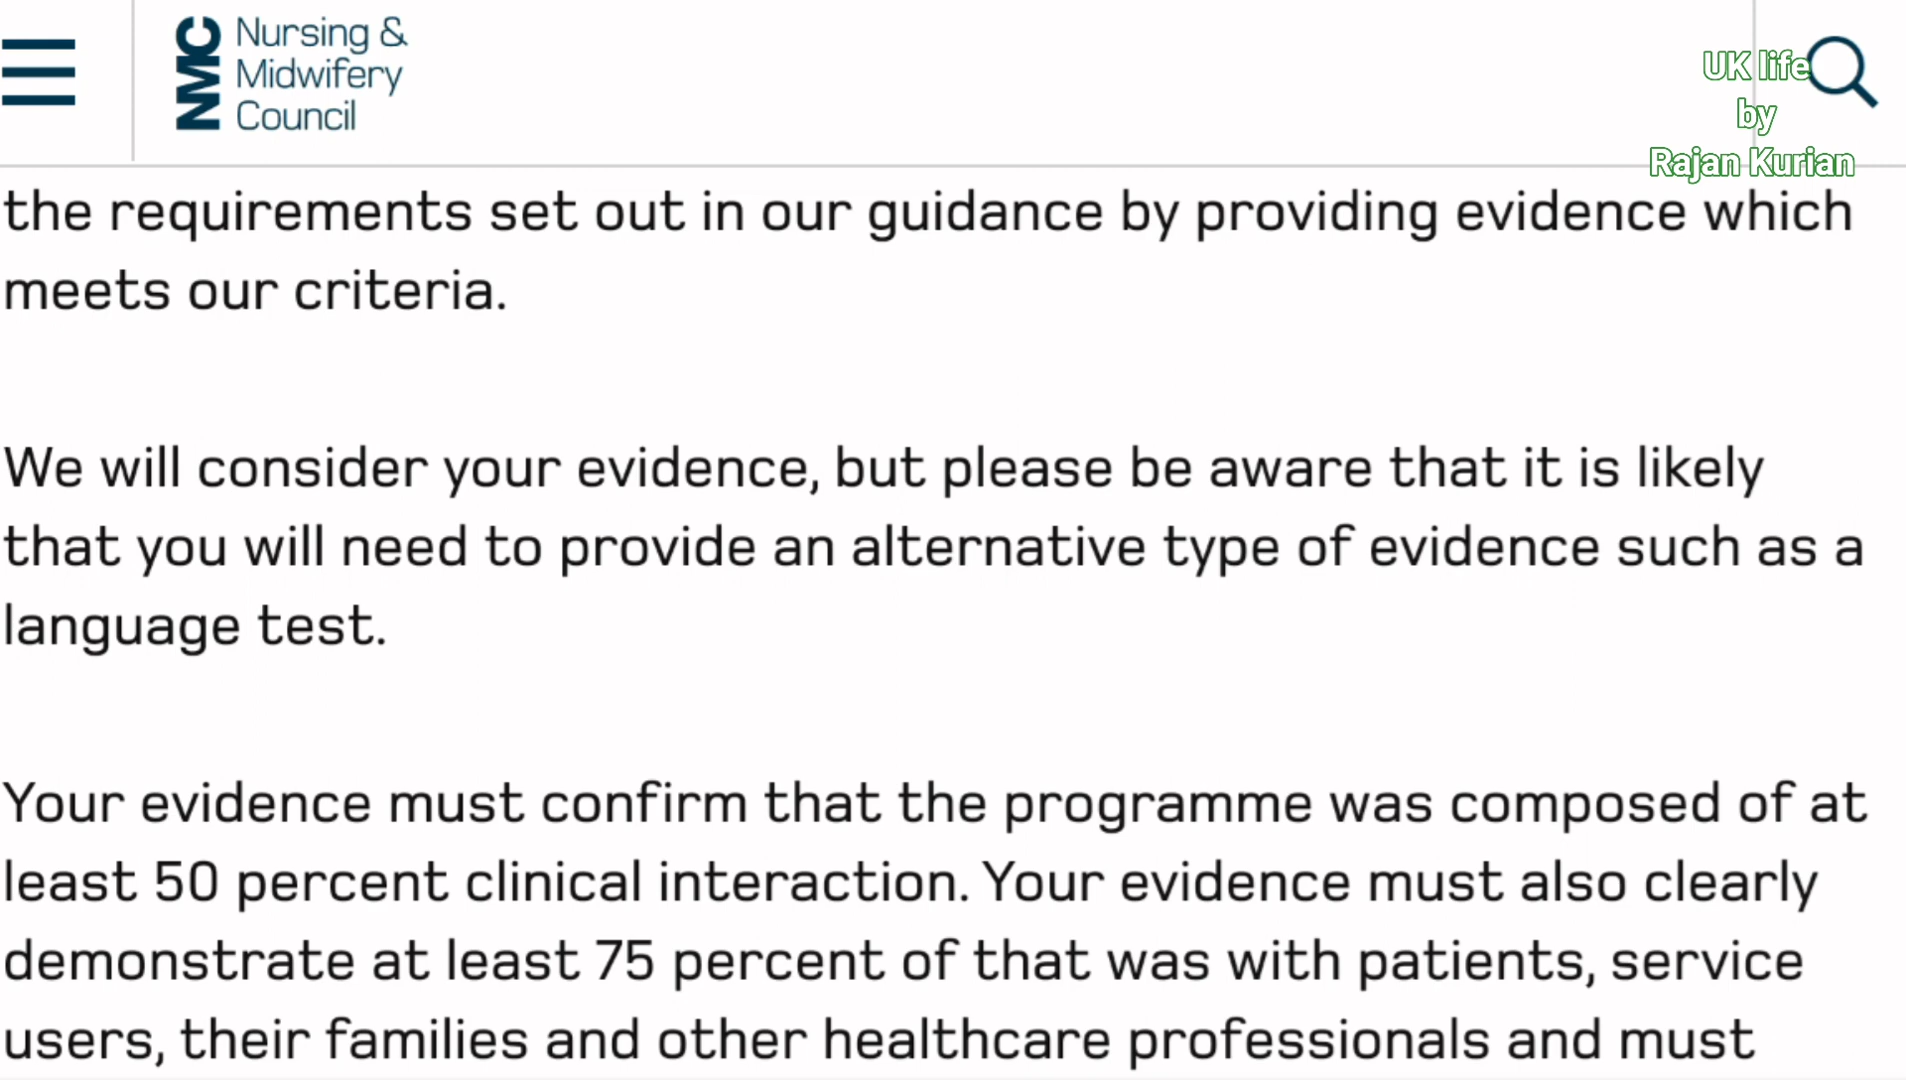 NMC
Nursing &
Midwifery
Council
UK life
by
Rajan Kurian
the requirements set out in our guidance by providing evidence which
meets our criteria.
We will consider your evidence, but please be aware that it is likely
that you will need to provide an alternative type of evidence such as a
language test.
Your evidence must confirm that the programme was composed of at
least 50 percent clinical interaction. Your evidence must also clearly
demonstrate at least 75 percent of that was with patients, service
users, their families and other healthcare professionals and must